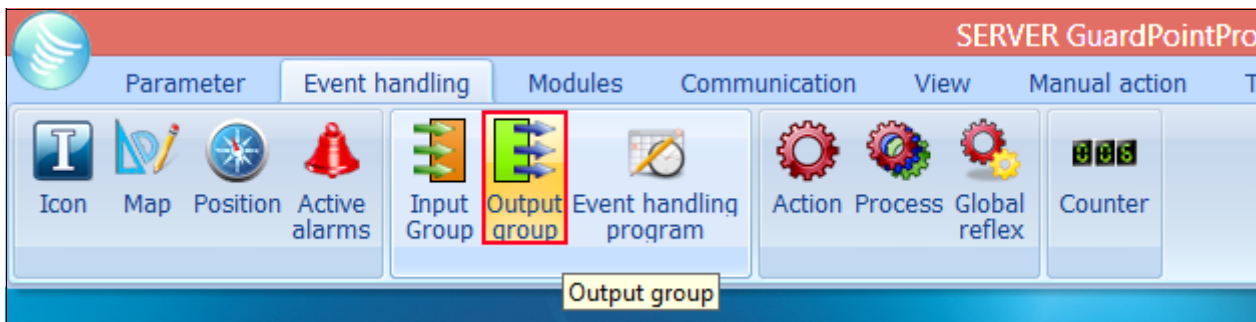 SERVER GuardPointPro
Parameter Event handling Modules Communication View Manual action T
I
Icon Map Position Active alarms Input Group Output group Event handling program Action Process Global reflex Counter
Output group